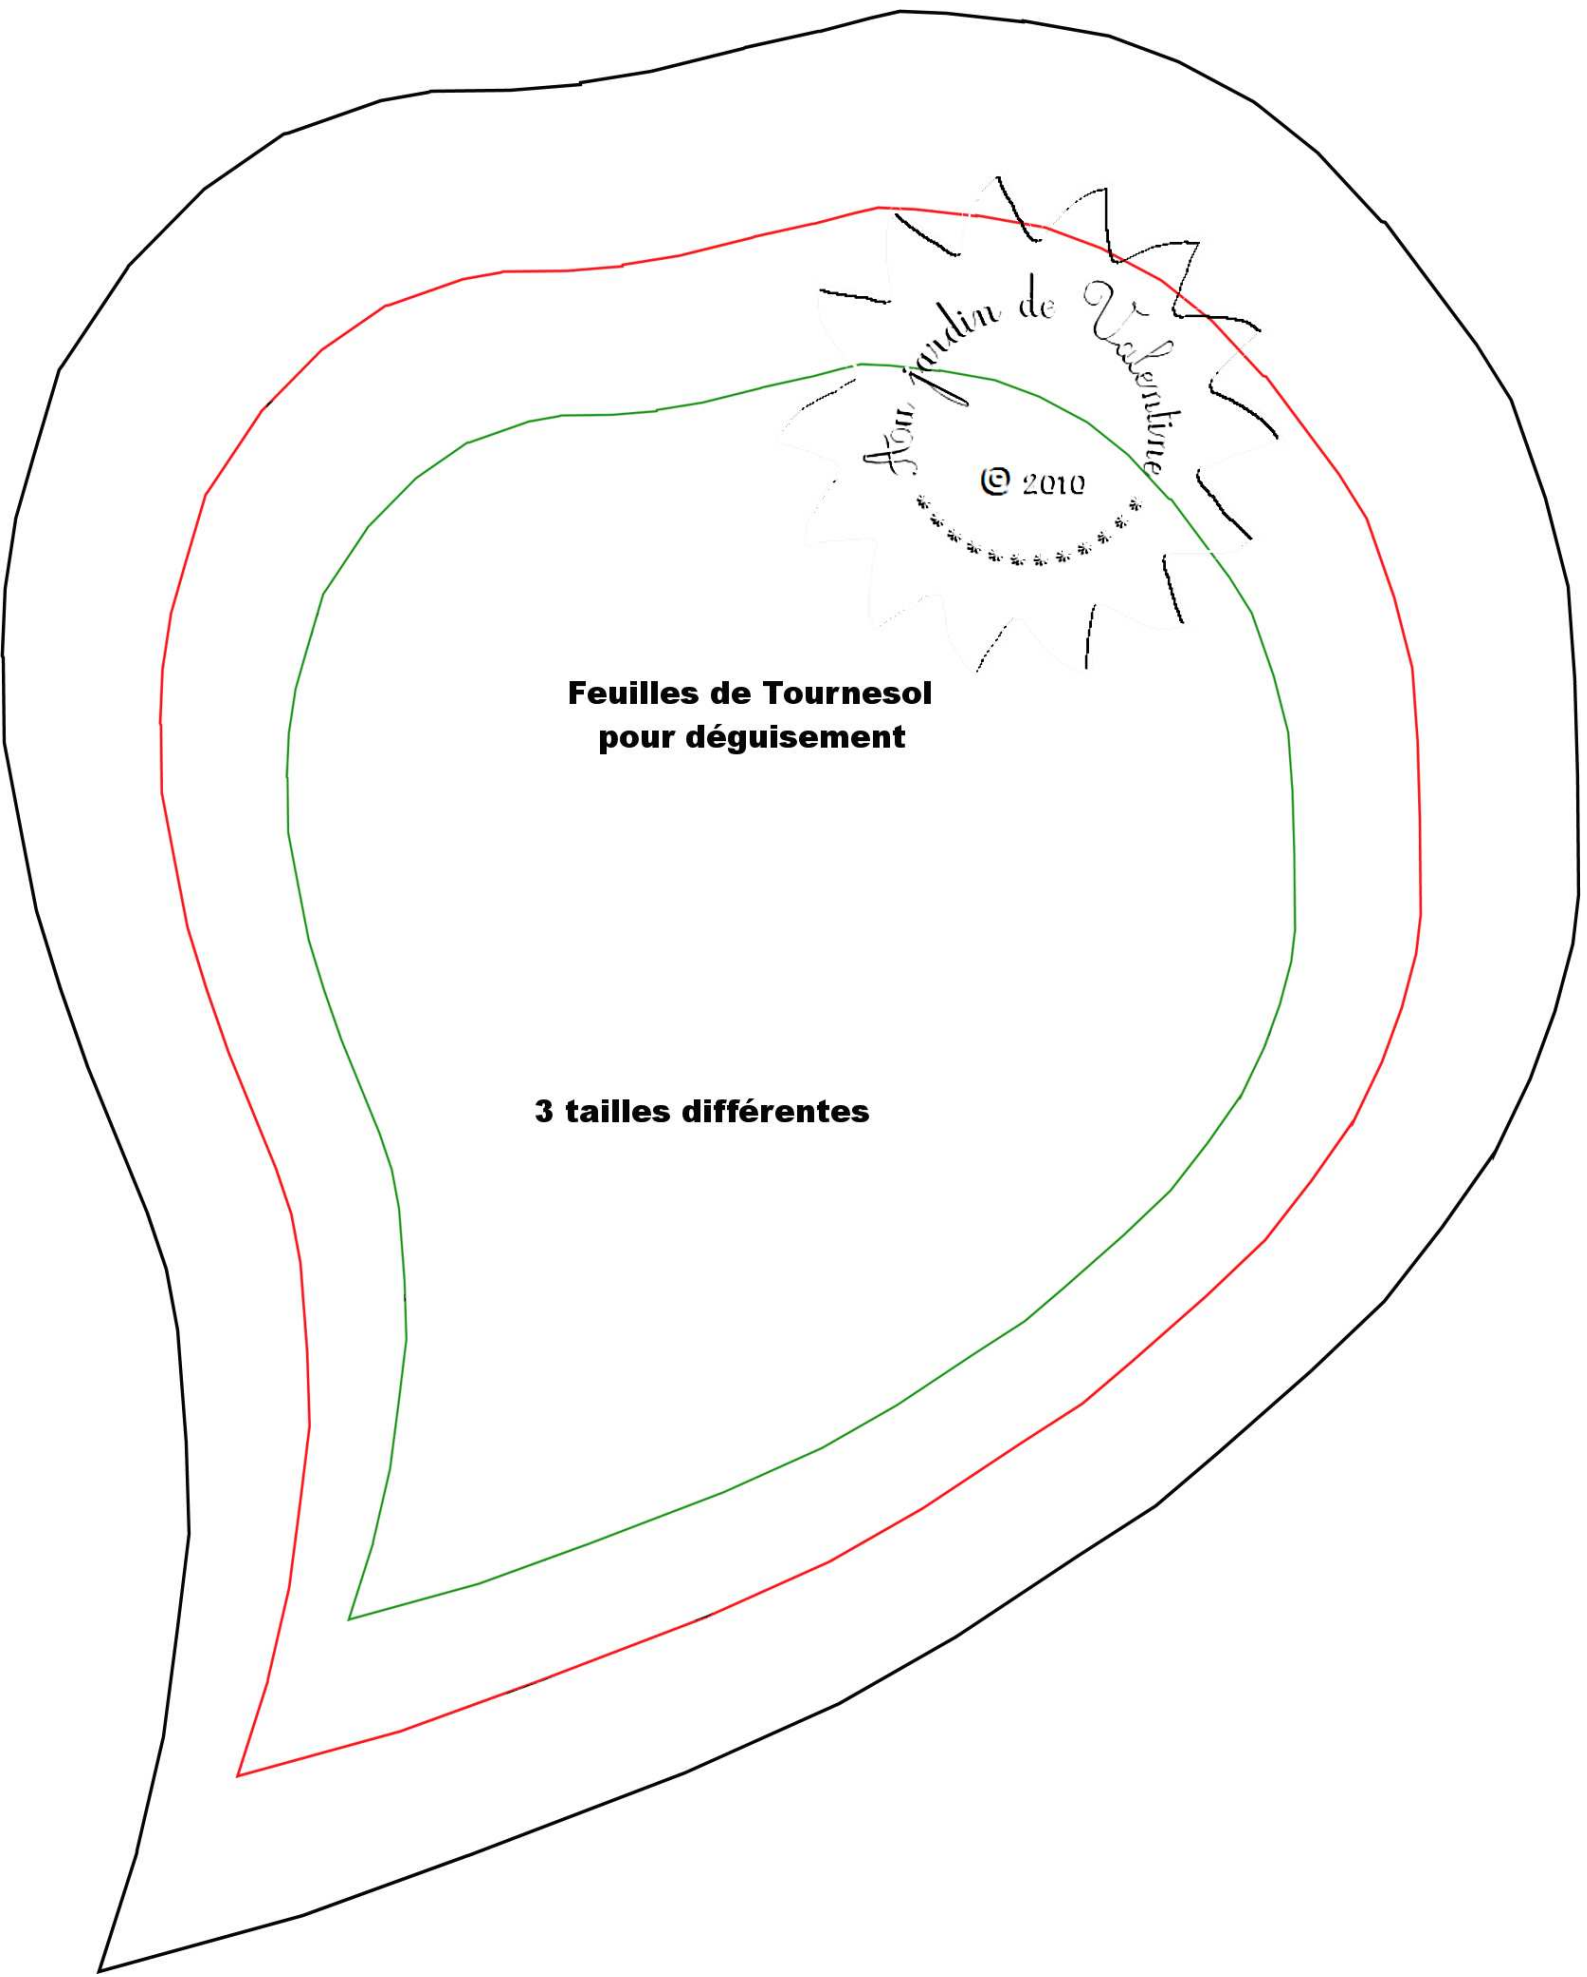 Au jardin de Valentine
© 2010
Feuilles de Tournesol
pour déguisement
3 tailles différentes